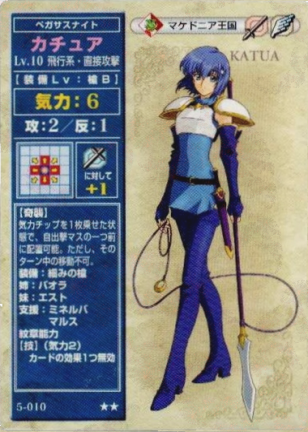 ペガサスナイト
カチュア
Lv.10 飛行系・直接攻撃
【装備Lv:槍B】
気力:6
攻:2/反:1
に対して
+1
【奇襲】
気力チップを1枚乗せた状
態で、自出撃マスの一つ前
に配置可能。ただし、その
ターン中の移動不可。
装備:細みの槍
姉:パオラ
妹:エスト
支援:ミネルバ
マルス
紋章能力
【技】(気力2)
カードの効果1つ無効
5-010
★★
マケドニア王国
KATUA